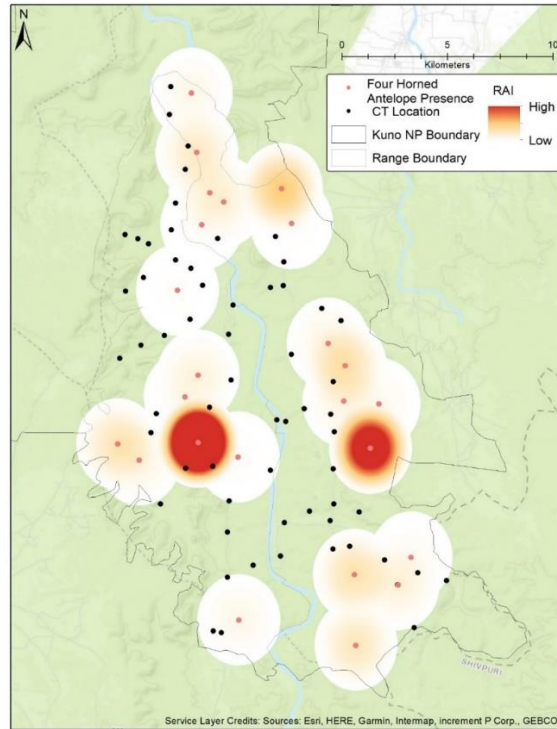 N
0 5 10
Kilometers
Four Horned
Antelope Presence
CT Location
Kuno NP Boundary
Range Boundary
RAI
High
Low
SHIVPURI
Service Layer Credits: Sources: Esri, HERE, Garmin, Intermap, increment P Corp., GEBCO